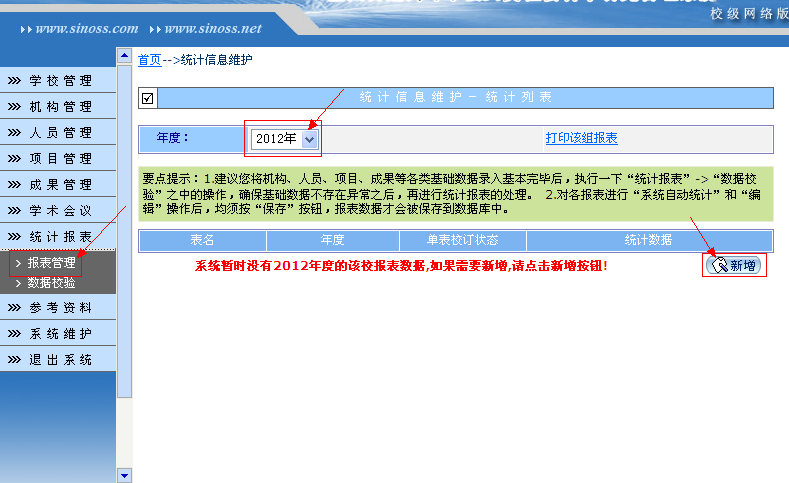 校级网络版
www.sinoss.com www.sinoss.net
首页-->统计信息维护
学校管理
机构管理
人员管理
项目管理
成果管理
学术会议
统计报表
报表管理
数据校验
参考资料
系统维护
退出系统
统计信息维护-统计列表
年度： 2012年 打印该组报表
要点提示：1.建议您将机构、人员、项目、成果等各类基础数据录入基本完毕后，执行一下“统计报表”->“数据校
验”之中的操作，确保基础数据不存在异常之后，再进行统计报表的处理。 2.对各报表进行“系统自动统计”和“编
辑”操作后，均须按“保存”按钮，报表数据才会被保存到数据库中。
表名 年度 单表校订状态 统计数据
系统暂时没有2012年度的该校报表数据,如果需要新增,请点击新增按钮!
新增